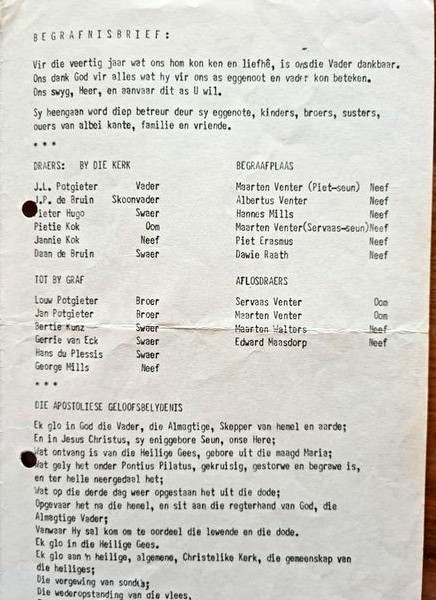 BEGRAFNISBRIEF:
Vir die veertig jaar wat ons hom kon ken en liefhê, is onsdie Vader dankbaar.
Ons dank God vir alles wat hy vir ons as eggenoot en vader kon beteken.
Ons swyg, Heer, en aanvaar dit as U wil.
Sy heengaan word diep betreur deur sy eggenote, kinders, broers, susters,
ouers van albei kante, familie en vriende.
* * *
DRAERS: BY DIE KERK
J.L. Potgieter Vader
J.P. de Bruin Skoonvader
Pieter Hugo Swaer
Pietie Kok Oom
Jannie Kok Neef
Daan de Bruin Swaer
BEGRAAFPLAAS
Maarten Venter (Piet-seun) Neef
Albertus Venter Neef
Hannes Mills Neef
Maarten Venter(Servaas-seun)Neef
Piet Erasmus Neef
Dawie Raath Neef
TOT BY GRAF
Louw Potgieter Broer
Jan Potgieter Broer
Bertie Kunz Swaer
Gerrie van Eck Swaer
Hans du Plessis Swaer
George Mills Neef
AFLOSDRAERS
Servaas Venter Oom
Maarten Venter Oom
Maarten Walters Neef
Edward Maasdorp Neef
* * *
DIE APOSTOLIESE GELOOFSBELYDENIS
Ek glo in God die Vader, die Almagtige, Skepper van hemel en aarde;
En in Jesus Christus, sy eniggebore Seun, onse Here;
Wat ontvang is van die Heilige Gees, gebore uit die maagd Maria;
Wat gely het onder Pontius Pilatus, gekruisig, gestorwe en begrawe is,
en ter helle neergedaal het;
Wat op die derde dag weer opgestaan het uit die dode;
Opgevaar het na die hemel, en sit aan die regterhand van God, die
Almagtige Vader;
Vanwaar Hy sal kom om te oordeel die lewende en die dode.
Ek glo in die Heilige Gees.
Ek glo aan 'n heilige, algemene, Christelike Kerk, die gemeenskap van
die heiliges;
Die vergewing van sondes;
Die wederopstanding van die vlees,